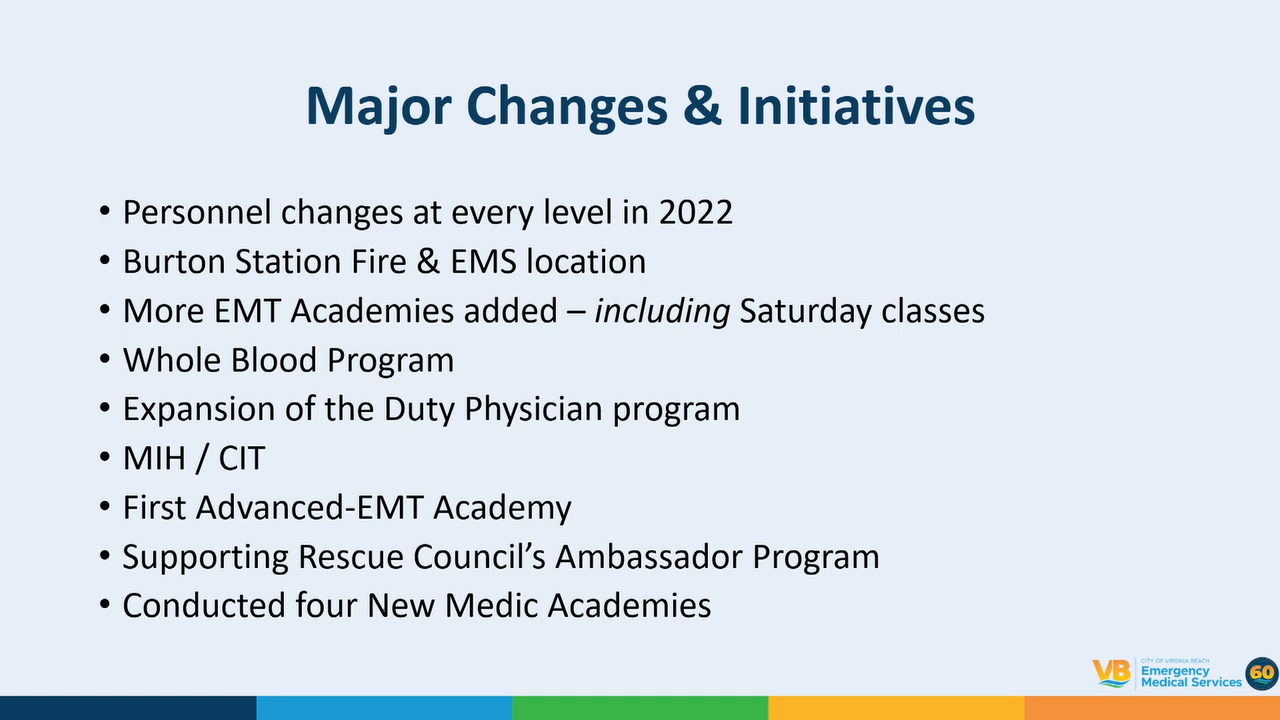 Major Changes & Initiatives
• Personnel changes at every level in 2022
• Burton Station Fire & EMS location
• More EMT Academies added – including Saturday classes
• Whole Blood Program
• Expansion of the Duty Physician program
• MIH / CIT
• First Advanced-EMT Academy
• Supporting Rescue Council’s Ambassador Program
• Conducted four New Medic Academies
VB
CITY OF VIRGINIA BEACH
Emergency
Medical Services
60